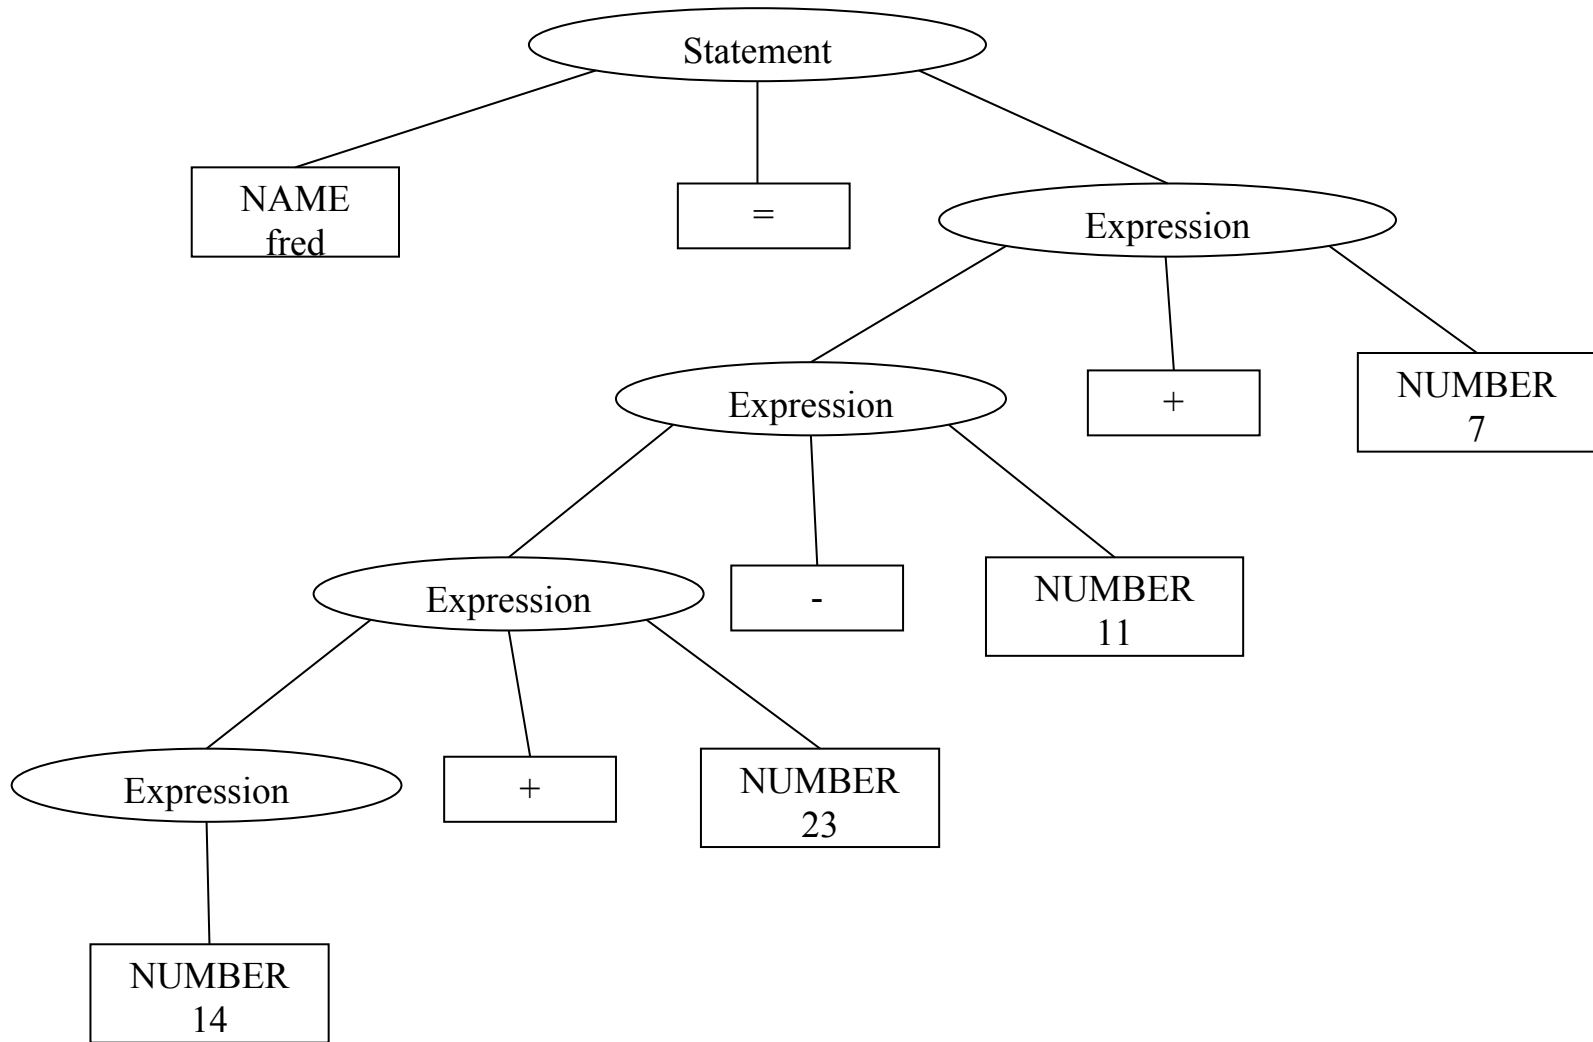 Statement
NAME
fred
=
Expression
Expression
+
NUMBER
7
Expression
-
NUMBER
11
Expression
+
NUMBER
23
NUMBER
14